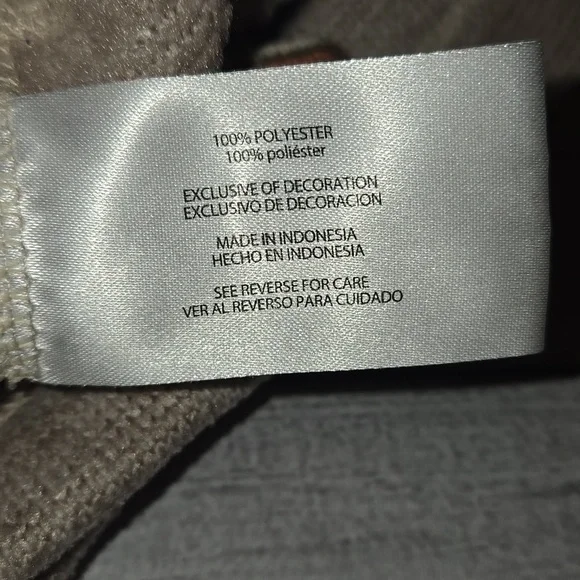 100% POLYESTER
100% poliéster
EXCLUSIVE OF DECORATION
EXCLUSIVO DE DECORACION
MADE IN INDONESIA
HECHO EN INDONESIA
SEE REVERSE FOR CARE
VER AL REVERSO PARA CUIDADO